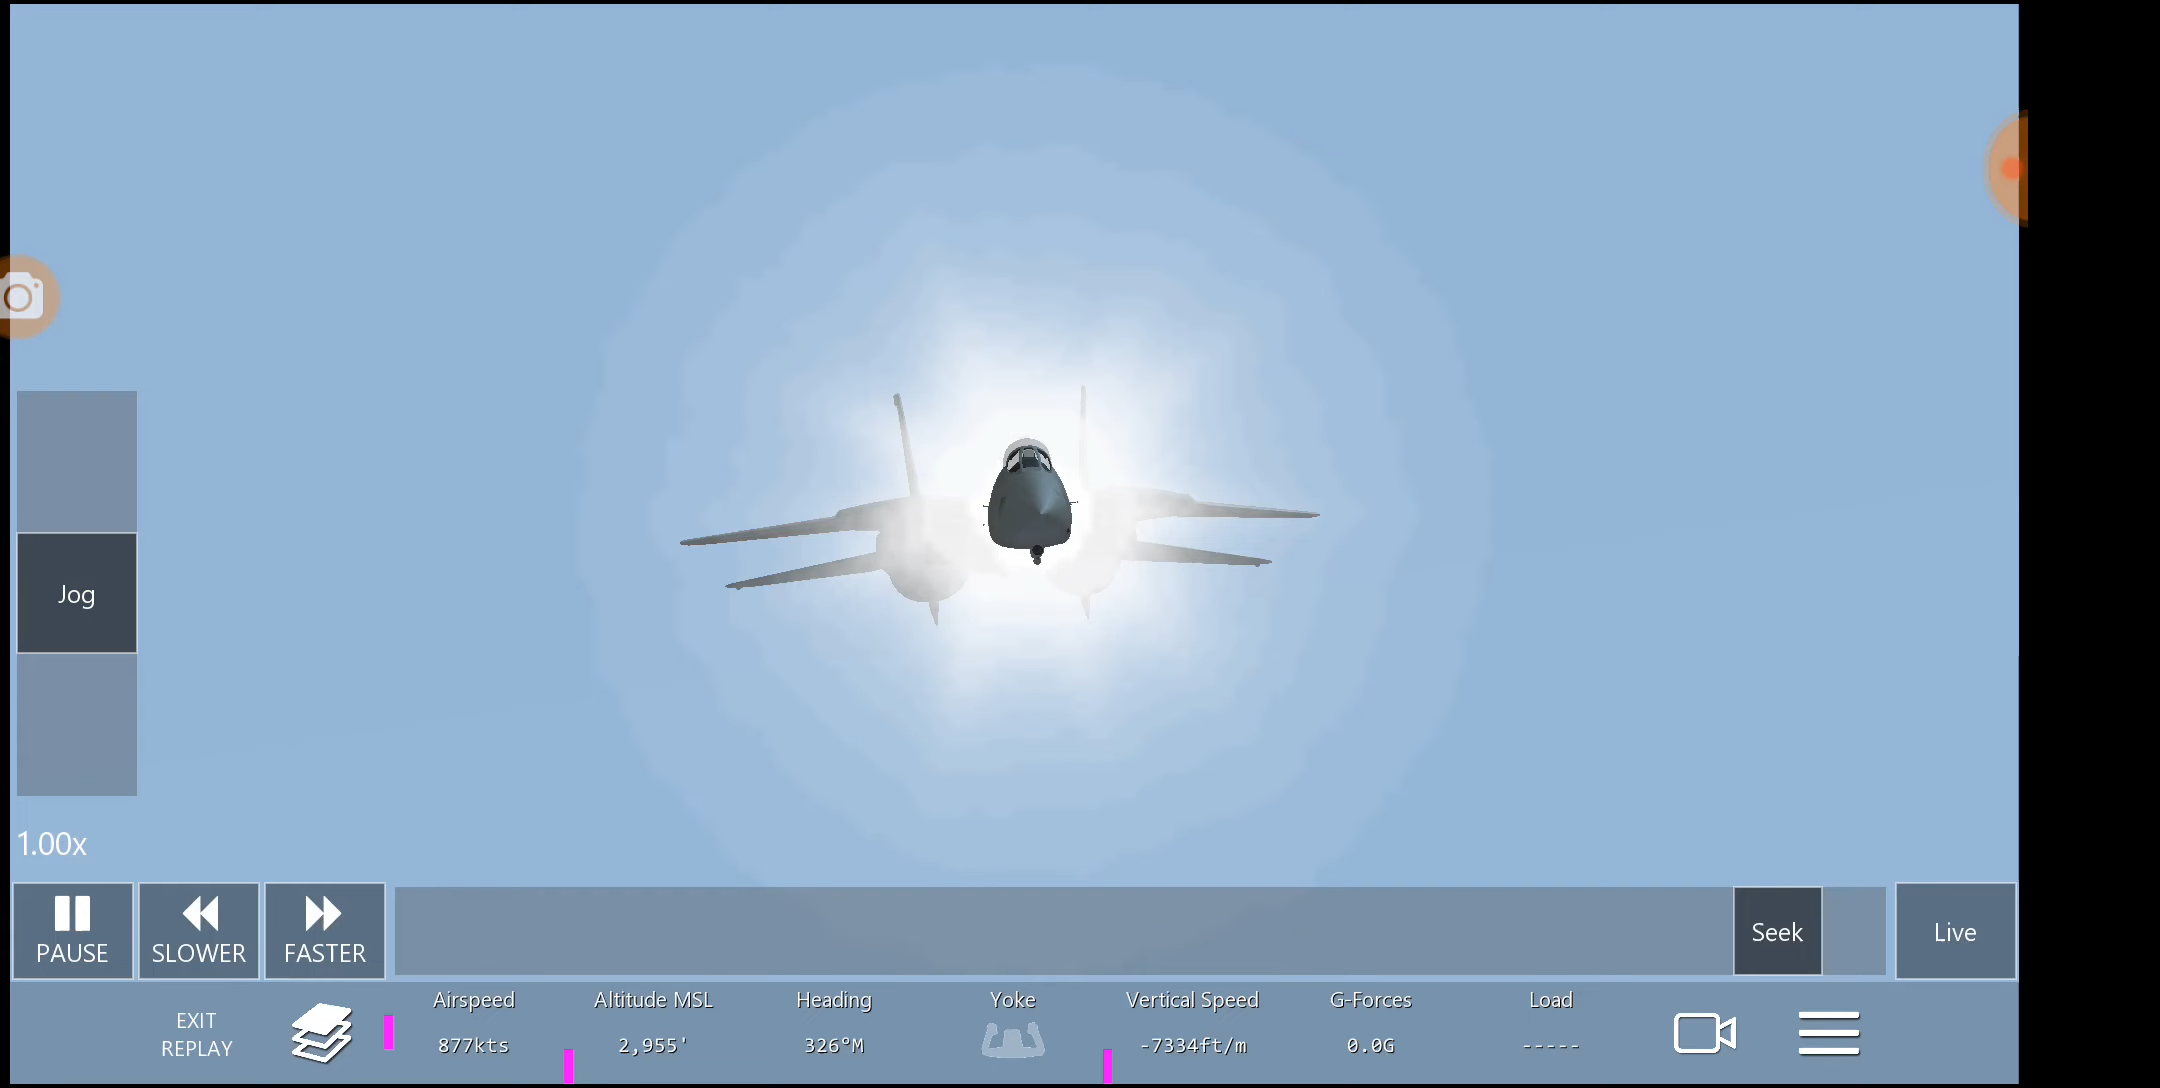 Jog
1.00x
PAUSE
SLOWER
FASTER
Seek
Live
EXIT
REPLAY
Airspeed
877kts
Altitude MSL
2,955'
Heading
326°M
Yoke
Vertical Speed
-7334ft/m
G-Forces
0.0G
Load
-----